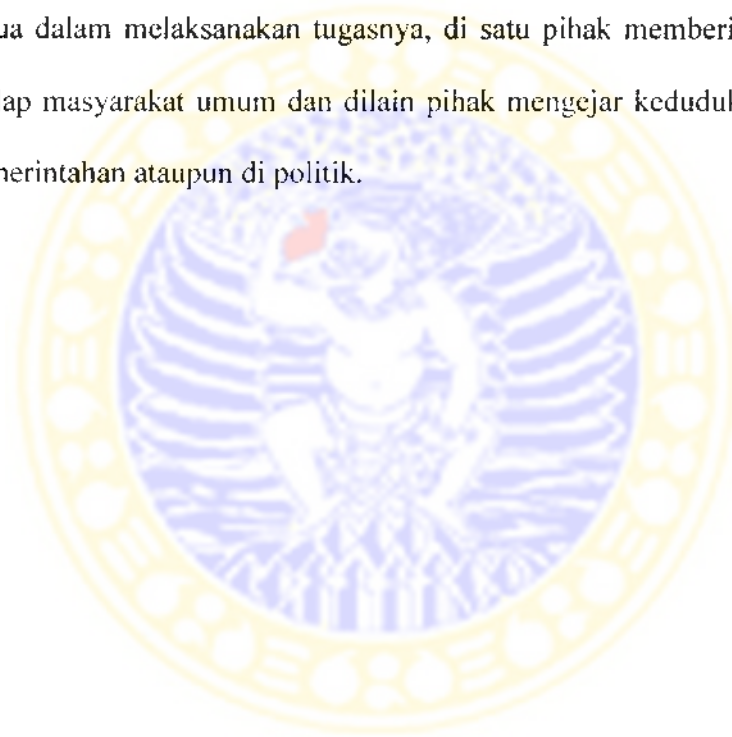 ua dalam melaksanakan tugasnya, di satu pihak memberi
ap masyarakat umum dan dilain pihak mengejar keduduk
nerintahan ataupun di politik.